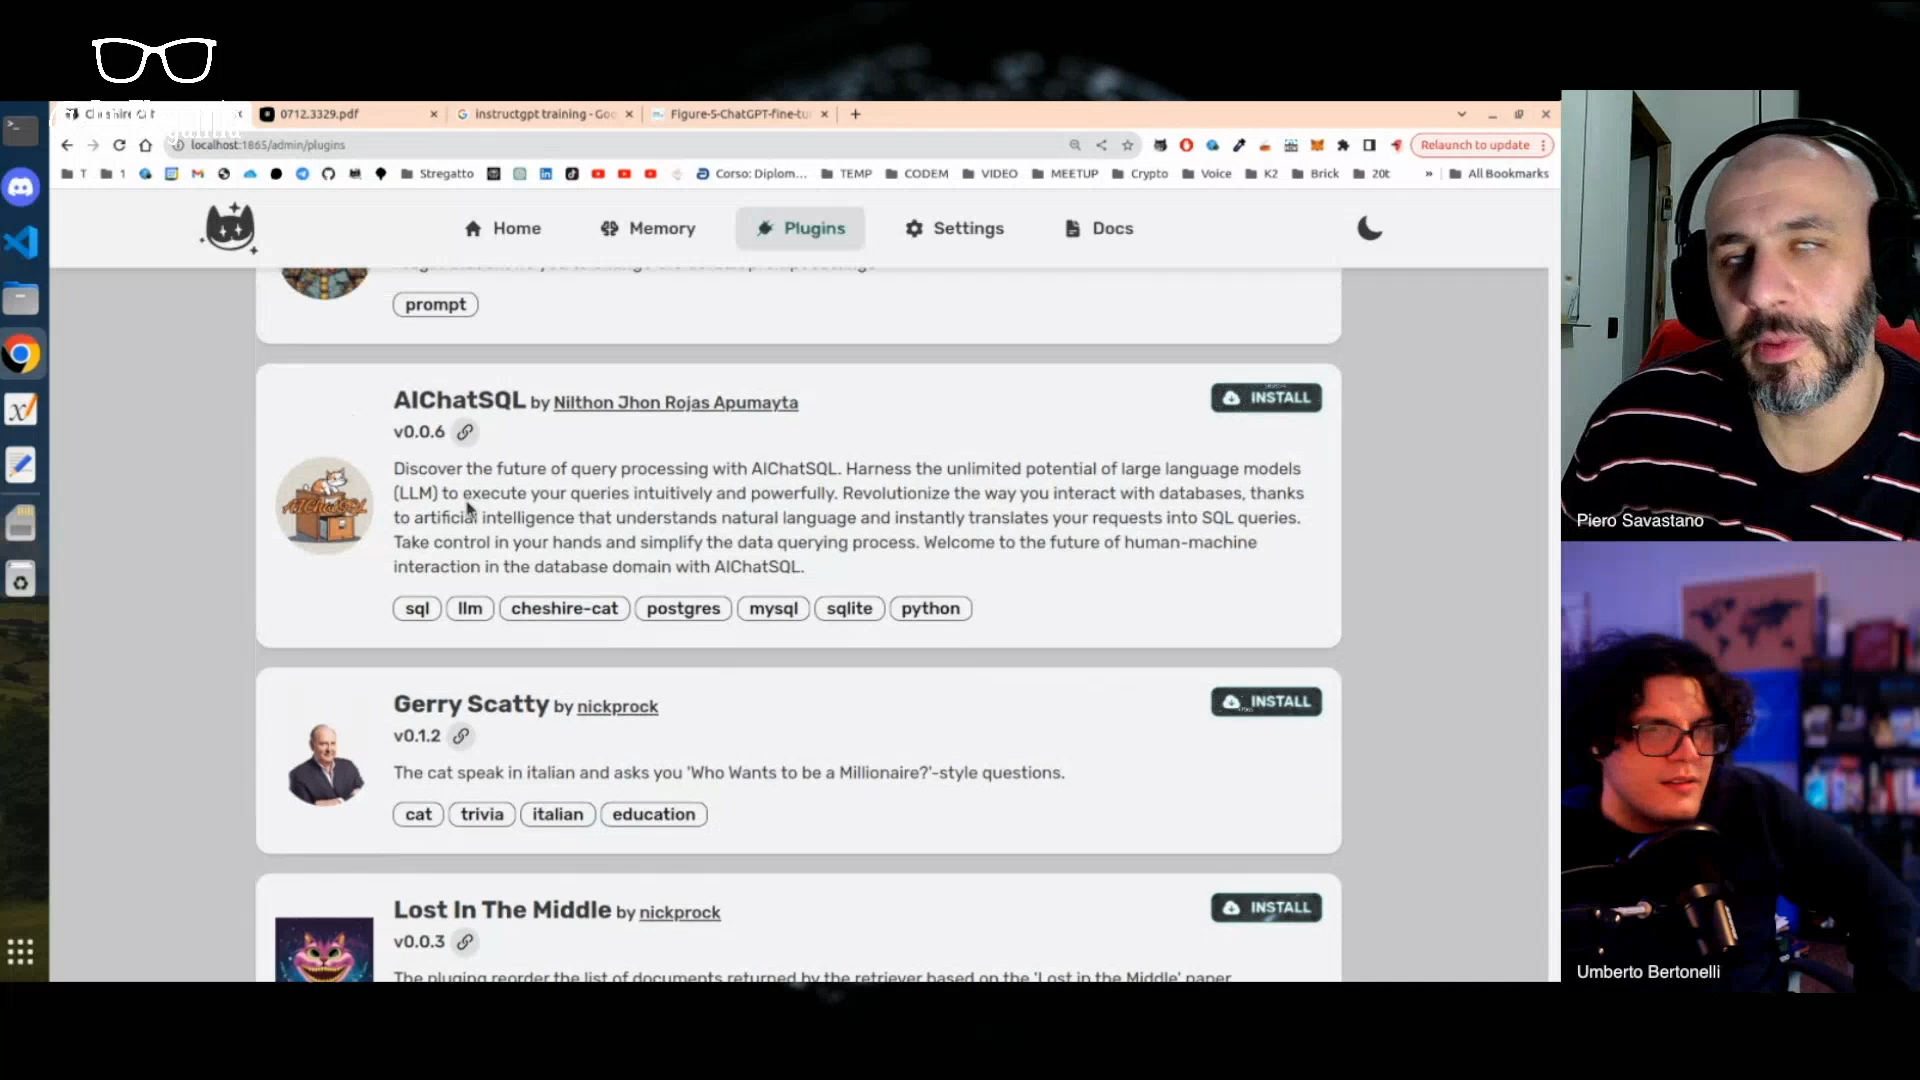 0712.3329.pdf
instructgpt training - Goo
Figure-5-ChatGPT-fine-tu
localhost:1865/admin/plugins
Relaunch to update
T
1
Stregatto
Corso: Diplom...
TEMP
CODEM
VIDEO
MEETUP
Crypto
Voice
K2
Brick
20t
»
All Bookmarks
Home
Memory
Plugins
Settings
Docs
prompt
AIChatSQL by Nilthon Jhon Rojas Apumayta
INSTALL
v0.0.6
Discover the future of query processing with AIChatSQL. Harness the unlimited potential of large language models
(LLM) to execute your queries intuitively and powerfully. Revolutionize the way you interact with databases, thanks
to artificial intelligence that understands natural language and instantly translates your requests into SQL queries.
Take control in your hands and simplify the data querying process. Welcome to the future of human-machine
interaction in the database domain with AIChatSQL.
sql llm cheshire-cat postgres mysql sqlite python
Gerry Scatty by nickprock
INSTALL
v0.1.2
The cat speak in italian and asks you 'Who Wants to be a Millionaire?'-style questions.
cat trivia italian education
Lost In The Middle by nickprock
INSTALL
v0.0.3
The pluging reorder the list of documents returned by the retriever based on the 'Lost in the Middle' paper
Piero Savastano
Umberto Bertonelli